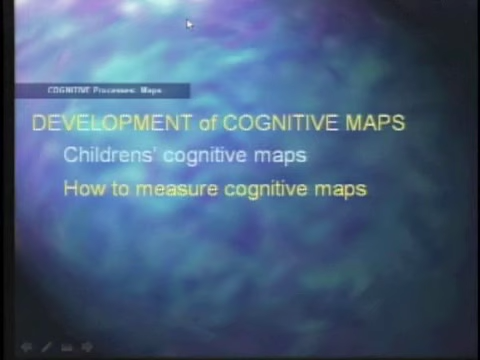 COGNITIVE Processes: Maps
DEVELOPMENT of COGNITIVE MAPS
Childrens' cognitive maps
How to measure cognitive maps